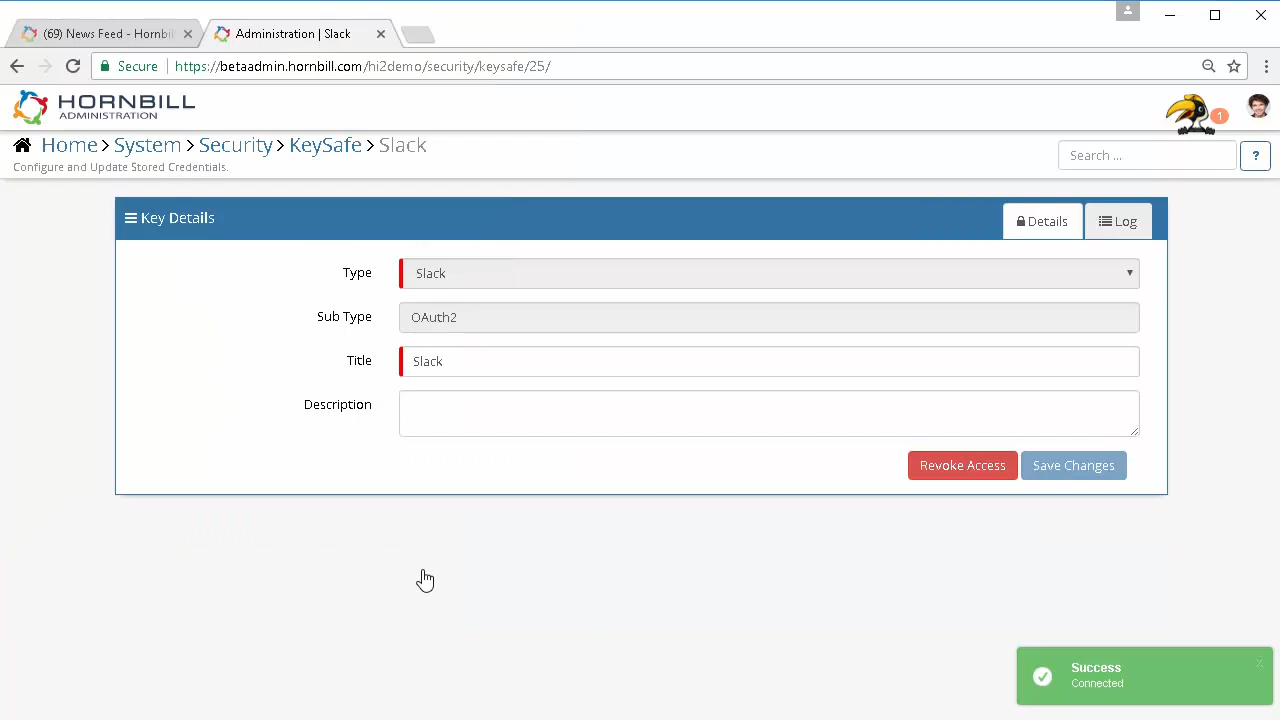 (69) News Feed - Hornbil
Administration | Slack
Secure https://betaadmin.hornbill.com/hi2demo/security/keysafe/25/
HORNBILL
ADMINISTRATION
1
Home > System > Security > KeySafe > Slack
Configure and Update Stored Credentials.
Search ...
?
Key Details
Details
Log
Type
Slack
Sub Type
OAuth2
Title
Slack
Description
Revoke Access
Save Changes
Success
Connected